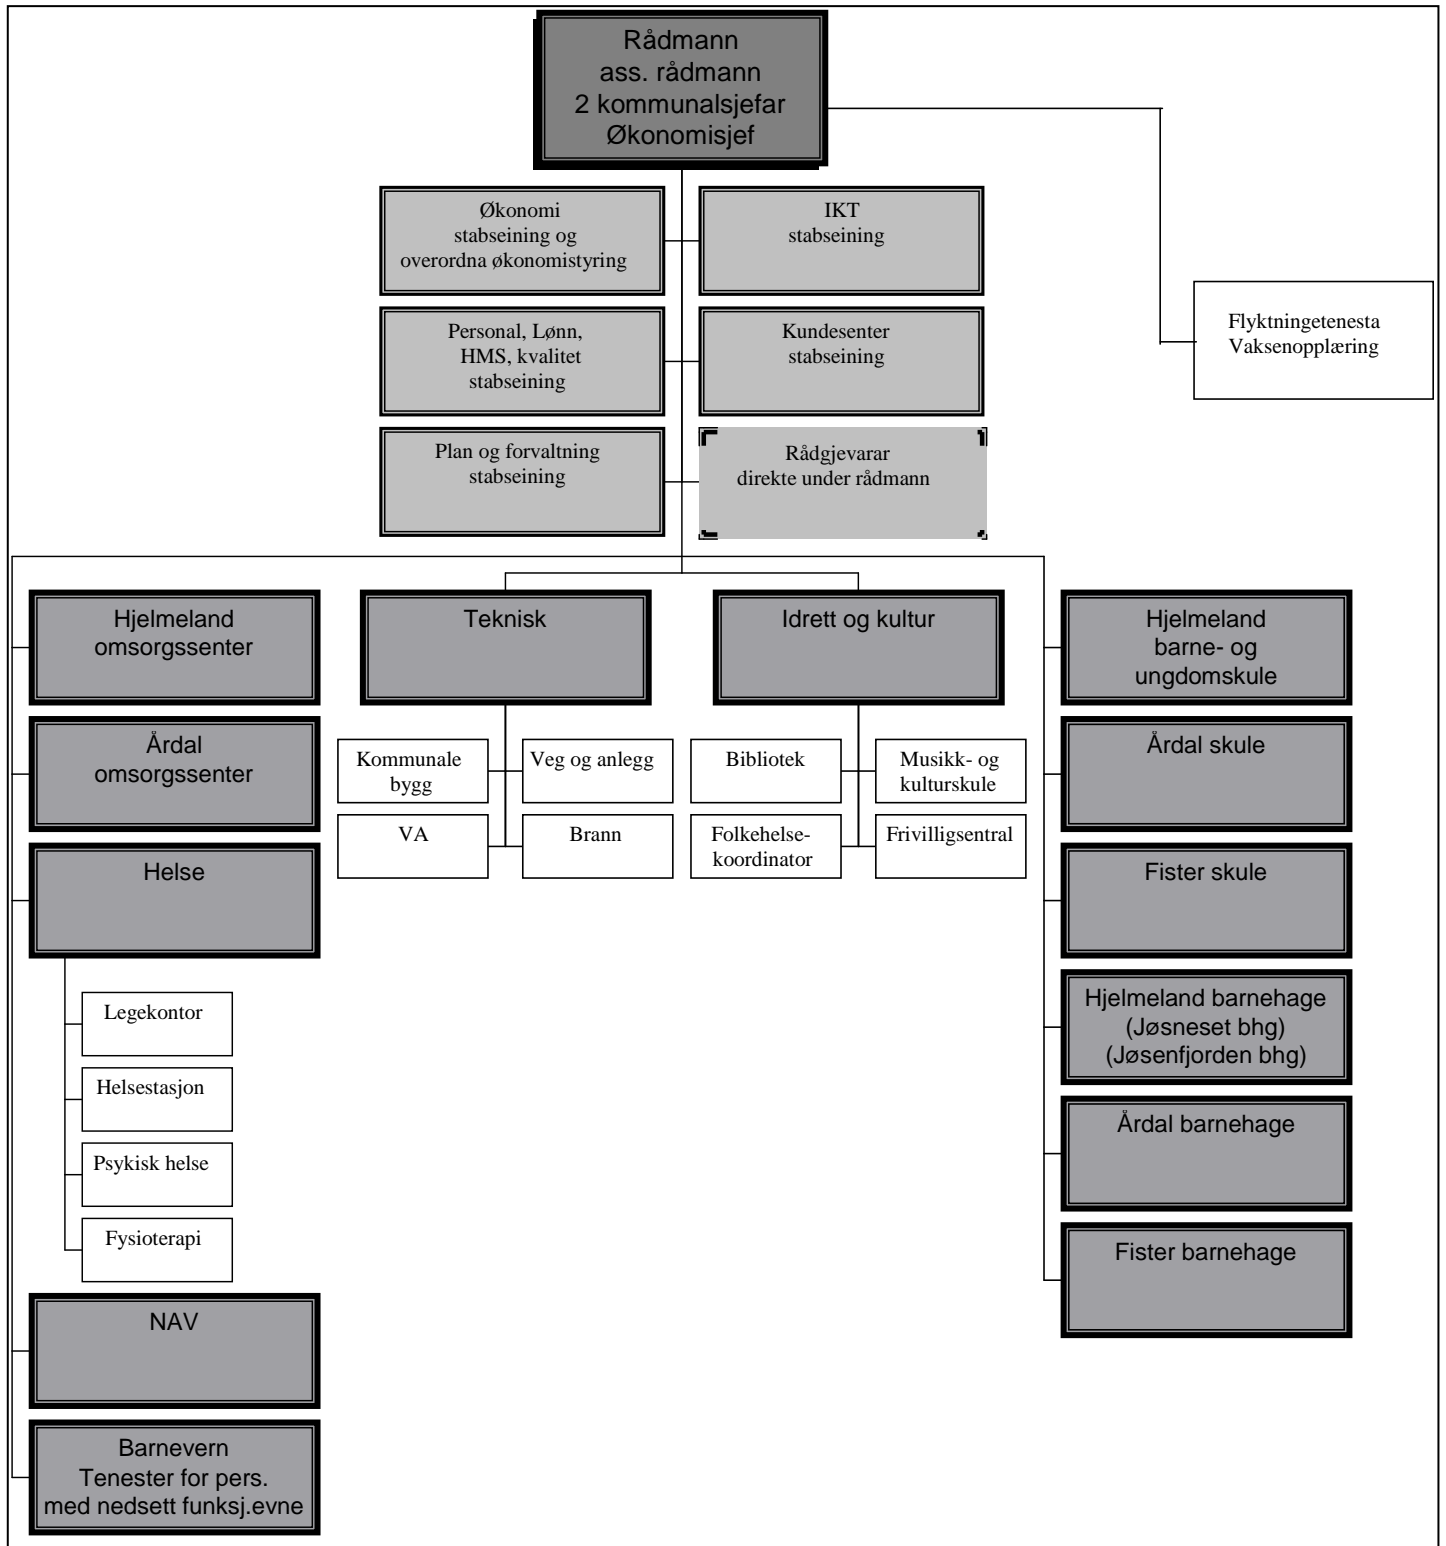 Rådmann
ass. rådmann
2 kommunalsjefar
Økonomisjef
Økonomi
stabseining og
overordna økonomistyring
IKT
stabseining
Personal, Lønn,
HMS, kvalitet
stabseining
Kundesenter
stabseining
Flyktningetenesta
Vaksenopplæring
Plan og forvaltning
stabseining
Rådgjevarar
direkte under rådmann
Hjelmeland
omsorgssenter
Årdal
omsorgssenter
Helse
Legekontor
Helsestasjon
Psykisk helse
Fysioterapi
NAV
Barnevern
Tenester for pers.
med nedsett funksj.evne
Teknisk
Kommunale
bygg
Veg og anlegg
VA
Brann
Idrett og kultur
Bibliotek
Musikk- og
kulturskule
Folkehelse-
koordinator
Frivilligsentral
Hjelmeland
barne- og
ungdomskule
Årdal skule
Fister skule
Hjelmeland barnehage
(Jøsneset bhg)
(Jøsenfjorden bhg)
Årdal barnehage
Fister barnehage